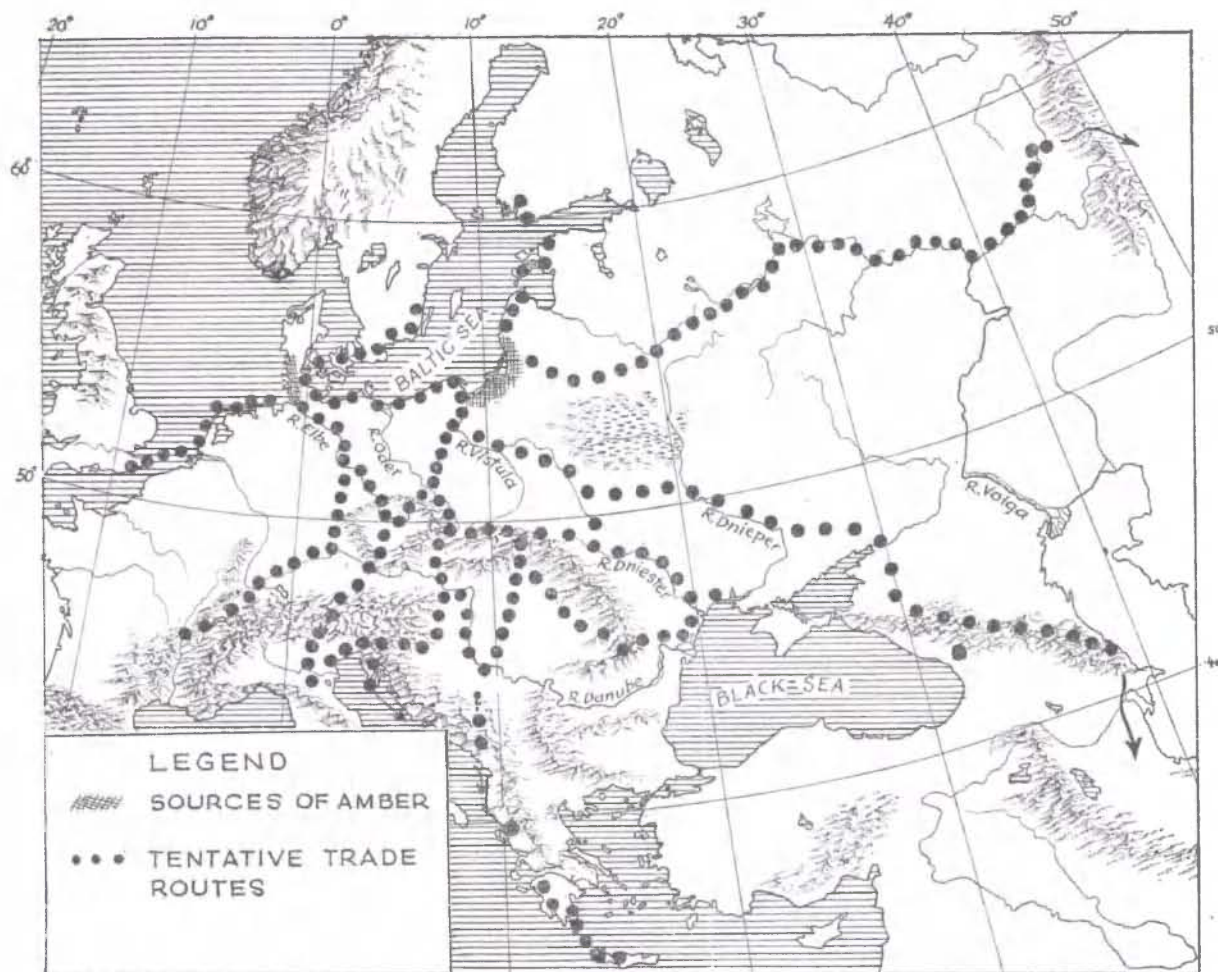 20° 10° 0° 10° 20° 30° 40° 50°
60°
BALTIC SEA
R. Elbe
R. Oder
R. Vistula
50°
R. Volga
R. Dnieper
R. Dniester
R. Danube
BLACK SEA
LEGEND
SOURCES OF AMBER
TENTATIVE TRADE
ROUTES